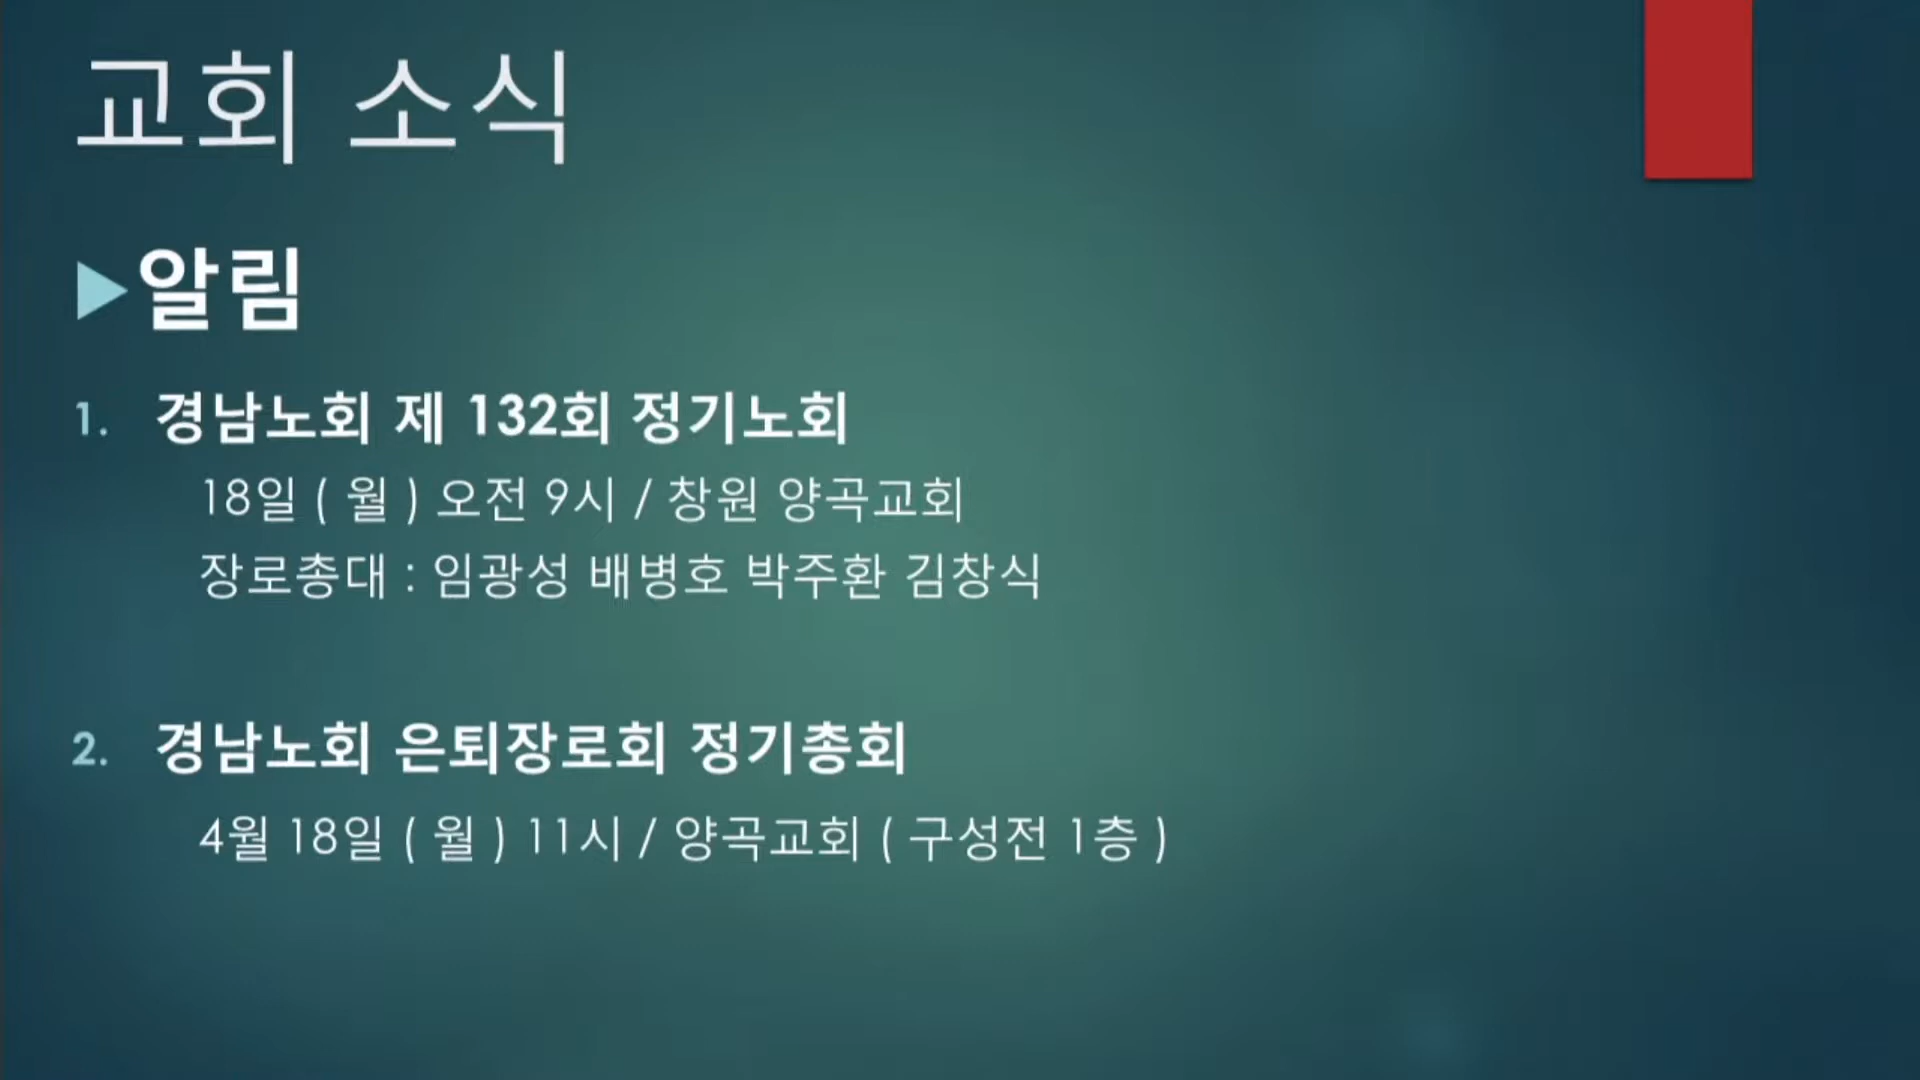 교회 소식
알림
1. 경남노회 제 132회 정기노회
18일 ( 월 ) 오전 9시 / 창원 양곡교회
장로총대 : 임광성 배병호 박주환 김창식
2. 경남노회 은퇴장로회 정기총회
4월 18일 ( 월 ) 11시 / 양곡교회 ( 구성전 1층 )